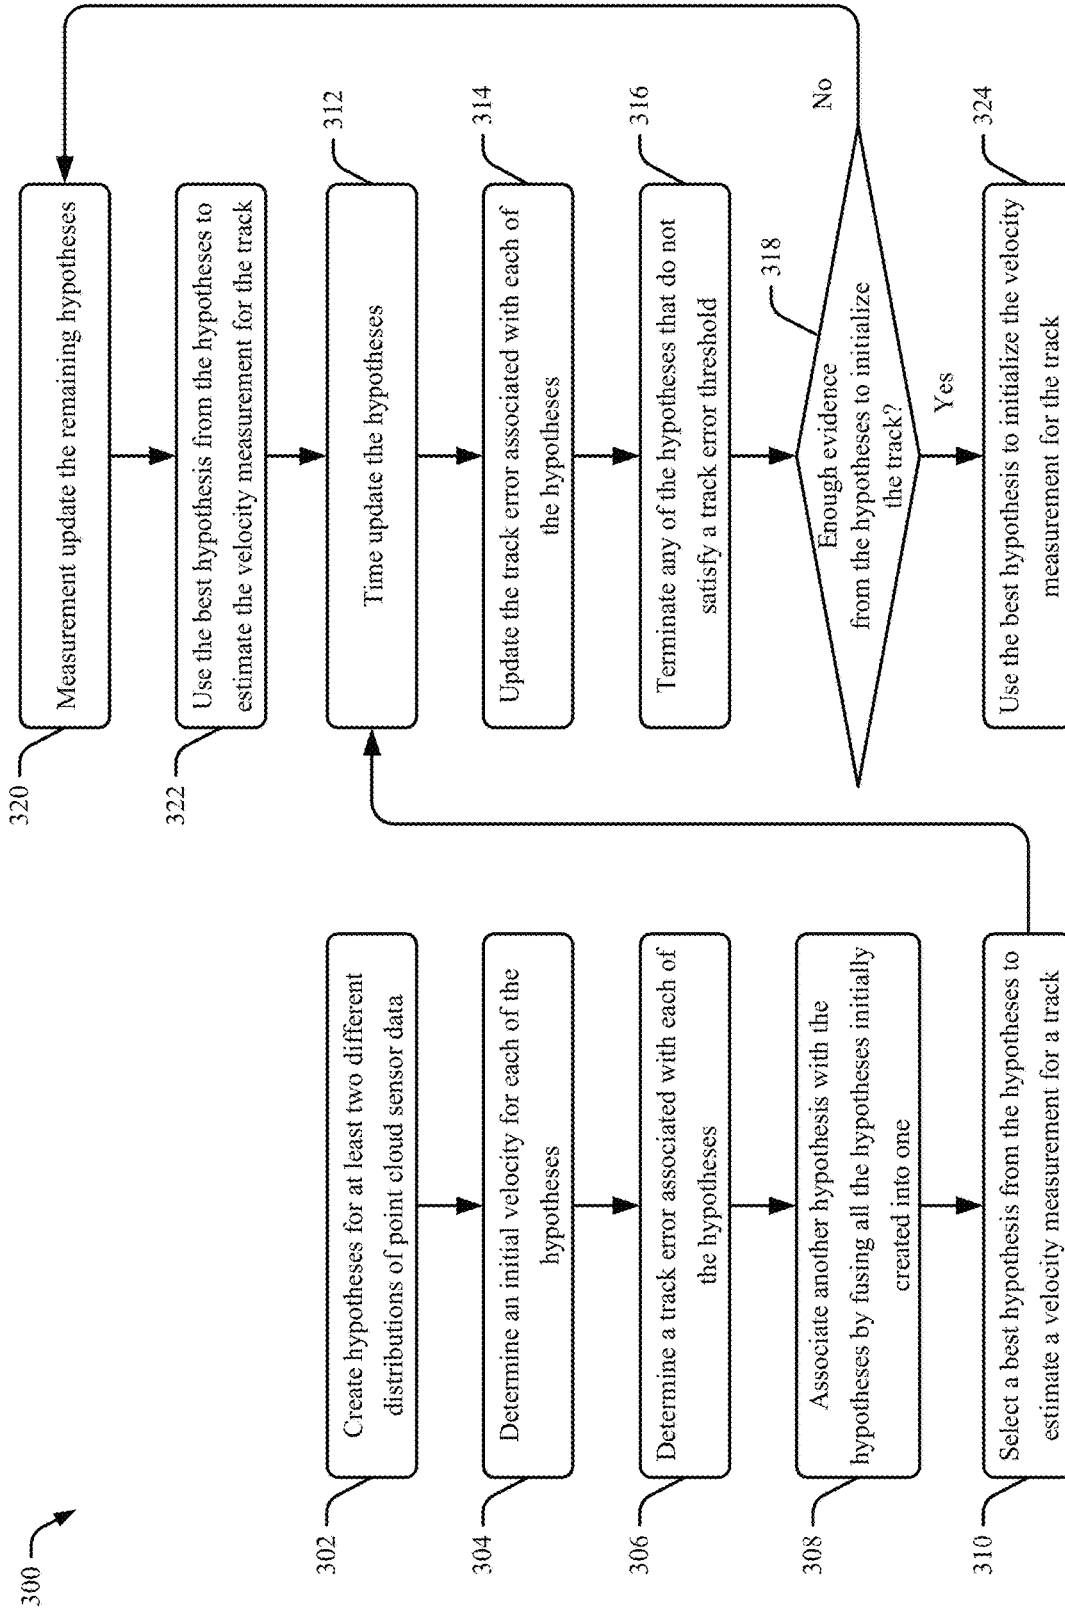 300
302
Create hypotheses for at least two different
distributions of point cloud sensor data
304
Determine an initial velocity for each of the
hypotheses
306
Determine a track error associated with each of
the hypotheses
308
Associate another hypothesis with the
hypotheses by fusing all the hypotheses initially
created into one
310
Select a best hypothesis from the hypotheses to
estimate a velocity measurement for a track
320
Measurement update the remaining hypotheses
322
Use the best hypothesis from the hypotheses to
estimate the velocity measurement for the track
312
Time update the hypotheses
314
Update the track error associated with each of
the hypotheses
316
Terminate any of the hypotheses that do not
satisfy a track error threshold
318
Enough evidence
from the hypotheses to initialize
the track?
No
Yes
324
Use the best hypothesis to initialize the velocity
measurement for the track